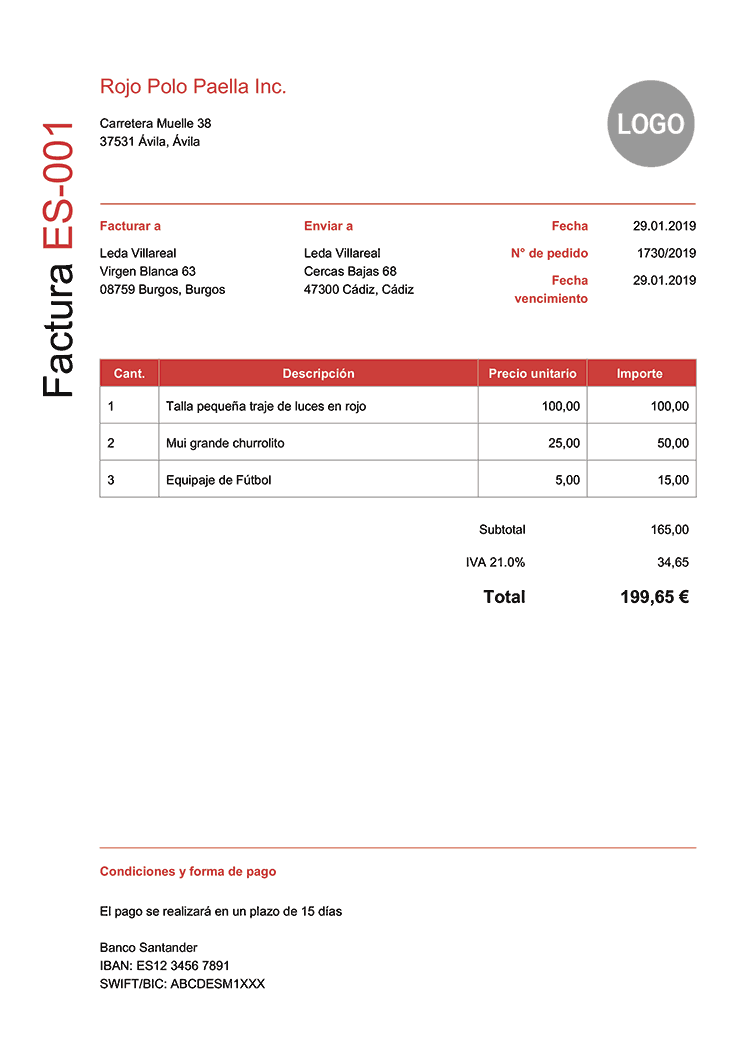 Rojo Polo Paella Inc.
Carretera Muelle 38
37531 Ávila, Ávila
LOGO
Factura ES-001
Facturar a
Leda Villareal
Virgen Blanca 63
08759 Burgos, Burgos
Enviar a
Leda Villareal
Cercas Bajas 68
47300 Cádiz, Cádiz
Fecha 29.01.2019
N° de pedido 1730/2019
Fecha 29.01.2019
vencimiento
Cant. Descripción Precio unitario Importe
1 Talla pequeña traje de luces en rojo 100,00 100,00
2 Mui grande churrolito 25,00 50,00
3 Equipaje de Fútbol 5,00 15,00
Subtotal 165,00
IVA 21.0% 34,65
Total 199,65 €
Condiciones y forma de pago
El pago se realizará en un plazo de 15 días
Banco Santander
IBAN: ES12 3456 7891
SWIFT/BIC: ABCDESM1XXX